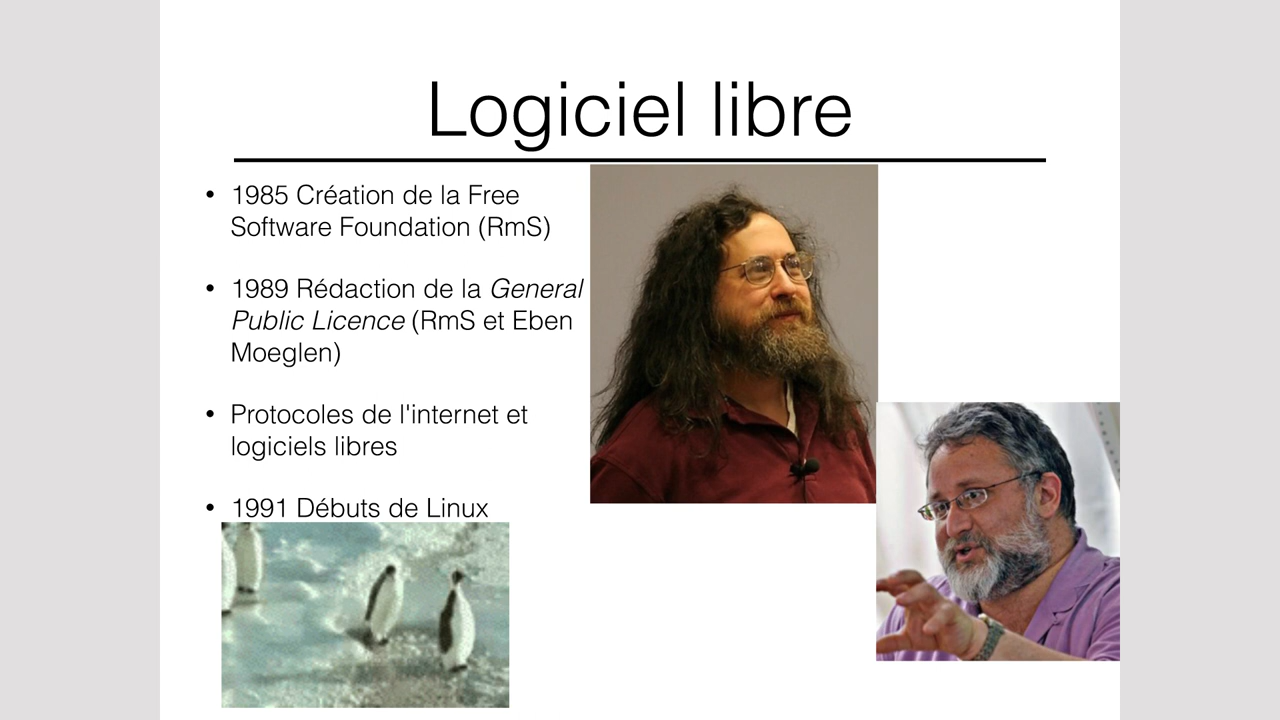 Logiciel libre
• 1985 Création de la Free
Software Foundation (RmS)
• 1989 Rédaction de la General
Public Licence (RmS et Eben
Moeglen)
• Protocoles de l'internet et
logiciels libres
• 1991 Débuts de Linux